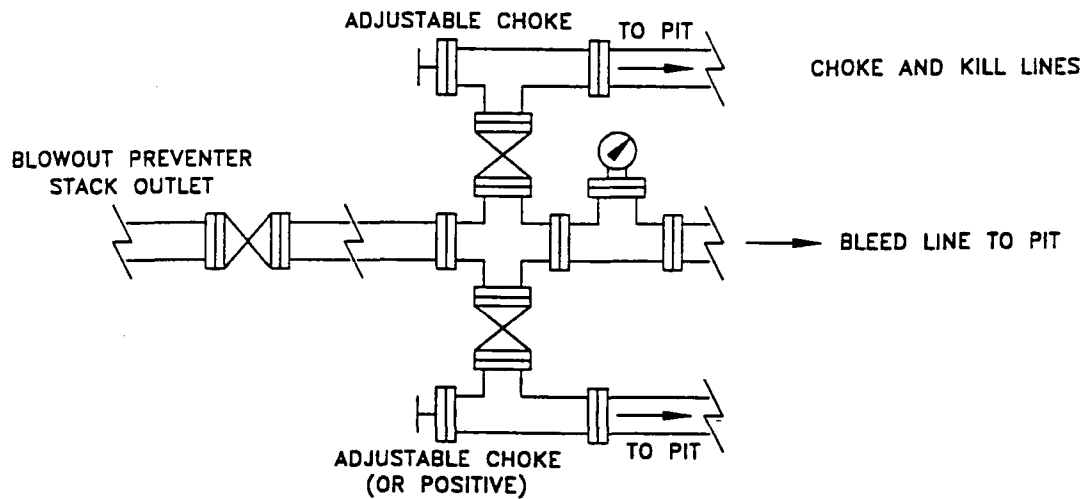 ADJUSTABLE CHOKE
TO PIT
CHOKE AND KILL LINES
BLOWOUT PREVENTER
STACK OUTLET
BLEED LINE TO PIT
TO PIT
ADJUSTABLE CHOKE
(OR POSITIVE)